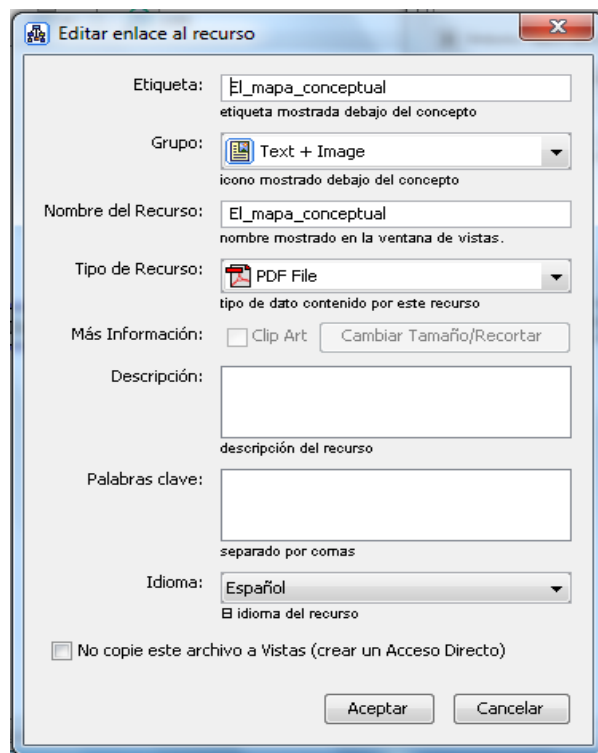 Editar enlace al recurso
Etiqueta: El_mapa_conceptual
etiqueta mostrada debajo del concepto
Grupo: Text + Image
icono mostrado debajo del concepto
Nombre del Recurso: El_mapa_conceptual
nombre mostrado en la ventana de vistas.
Tipo de Recurso: PDF File
tipo de dato contenido por este recurso
Más Información: Clip Art Cambiar Tamaño/Recortar
Descripción:
descripción del recurso
Palabras clave:
separado por comas
Idioma: Español
El idioma del recurso
No copie este archivo a Vistas (crear un Acceso Directo)
Aceptar Cancelar